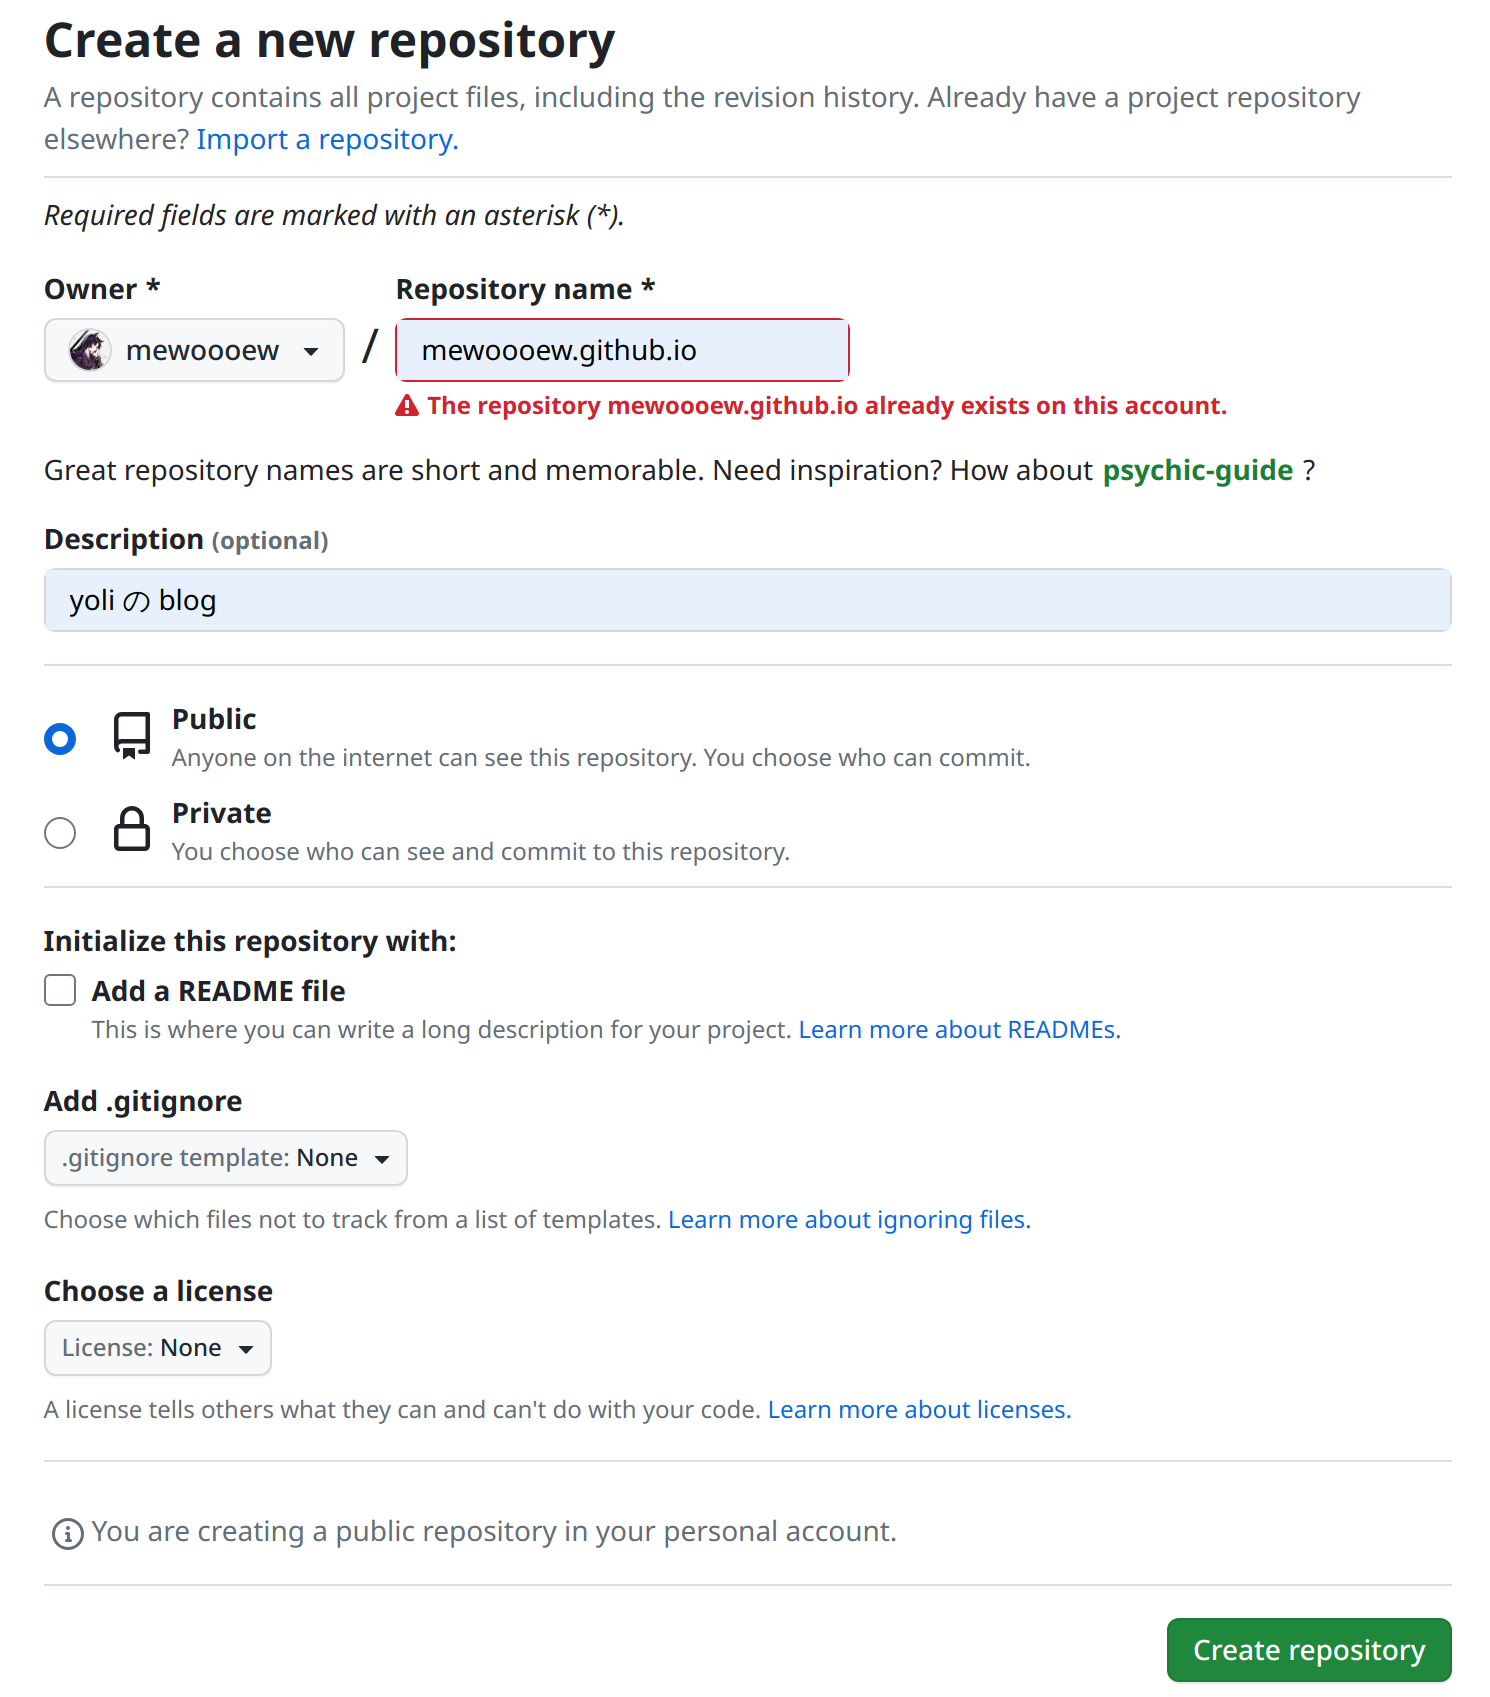 Create a new repository
A repository contains all project files, including the revision history. Already have a project repository
elsewhere? Import a repository.
Required fields are marked with an asterisk (*).
Owner *
Repository name *
mewoooew
/
mewoooew.github.io
The repository mewoooew.github.io already exists on this account.
Great repository names are short and memorable. Need inspiration? How about psychic-guide ?
Description (optional)
yoli の blog
Public
Anyone on the internet can see this repository. You choose who can commit.
Private
You choose who can see and commit to this repository.
Initialize this repository with:
Add a README file
This is where you can write a long description for your project. Learn more about READMEs.
Add .gitignore
.gitignore template: None
Choose which files not to track from a list of templates. Learn more about ignoring files.
Choose a license
License: None
A license tells others what they can and can't do with your code. Learn more about licenses.
You are creating a public repository in your personal account.
Create repository